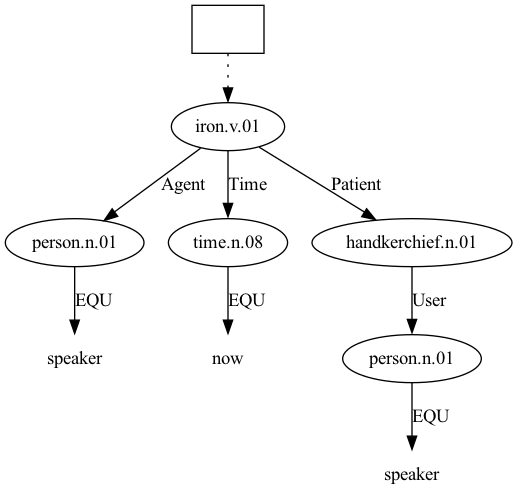 iron.v.01
Agent Time Patient
person.n.01 time.n.08 handkerchief.n.01
EQU EQU User
speaker now person.n.01
EQU
speaker